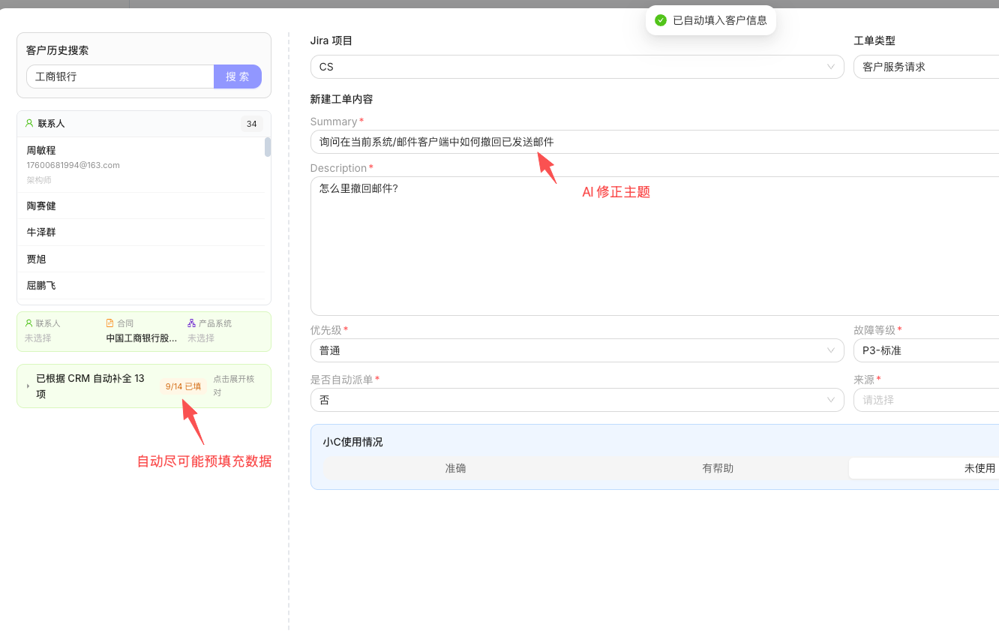 已自动填入客户信息
客户历史搜索
工商银行
搜 索
联系人
34
周敏程
17600681994@163.com
架构师
陶赛健
牛泽群
贾旭
屈鹏飞
联系人
未选择
合同
中国工商银行股...
产品系统
未选择
已根据 CRM 自动补全 13
项
9/14 已填
点击展开核
对
自动尽可能预填充数据
Jira 项目
CS
工单类型
客户服务请求
新建工单内容
Summary*
询问在当前系统/邮件客户端中如何撤回已发送邮件
Description*
怎么里撤回邮件?
AI 修正主题
优先级*
普通
故障等级*
P3-标准
是否自动派单*
否
来源*
请选择
小C使用情况
准确
有帮助
未使用